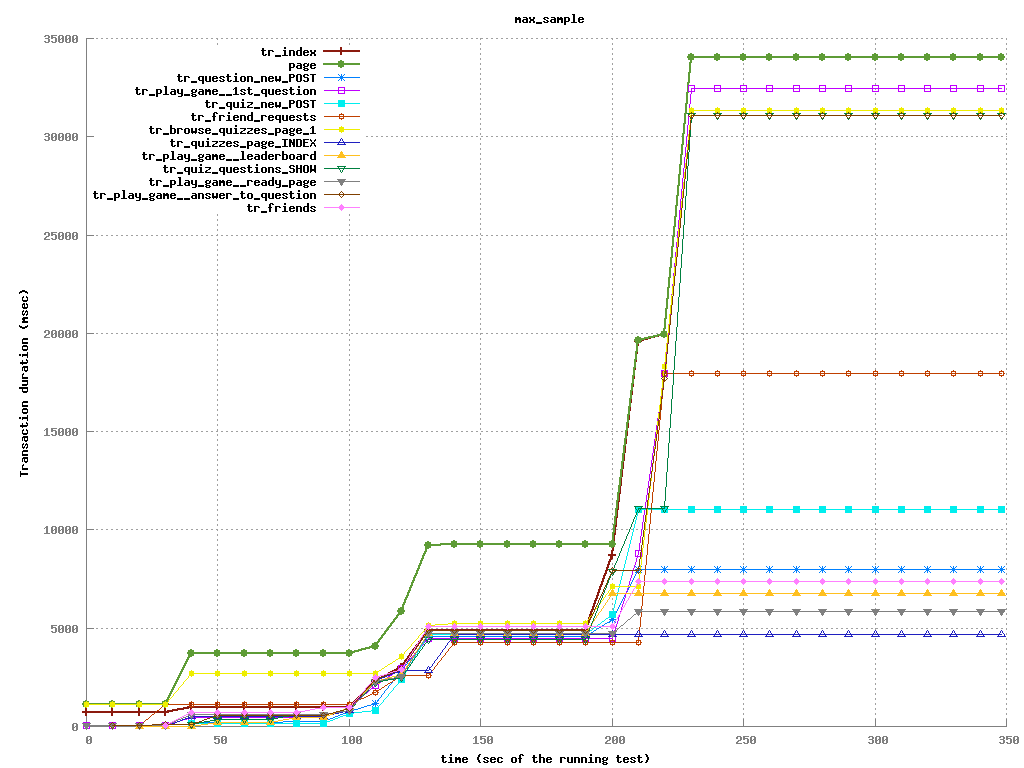 max_sample
35000
30000
25000
20000
15000
10000
5000
0
tr_index
page
tr_question_new_POST
tr_play_game__1st_question
tr_quiz_new_POST
tr_friend_requests
tr_browse_quizzes_page_1
tr_quizzes_page_INDEX
tr_play_game__leaderboard
tr_quiz_questions_SHOW
tr_play_game__ready_page
tr_play_game__answer_to_question
tr_friends
Transaction duration (msec)
0 50 100 150 200 250 300 350
time (sec of the running test)